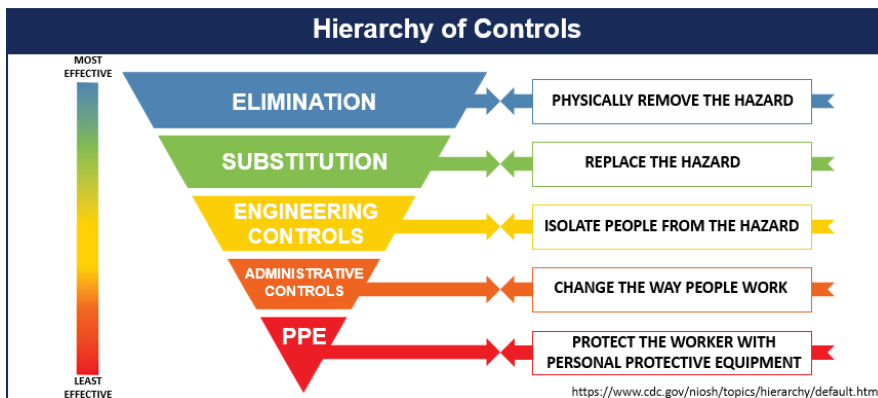 Hierarchy of Controls
MOST
EFFECTIVE
ELIMINATION
PHYSICALLY REMOVE THE HAZARD
SUBSTITUTION
REPLACE THE HAZARD
ENGINEERING
CONTROLS
ISOLATE PEOPLE FROM THE HAZARD
ADMINISTRATIVE
CONTROLS
CHANGE THE WAY PEOPLE WORK
PPE
PROTECT THE WORKER WITH
PERSONAL PROTECTIVE EQUIPMENT
LEAST
EFFECTIVE
https://www.cdc.gov/niosh/topics/hierarchy/default.htm